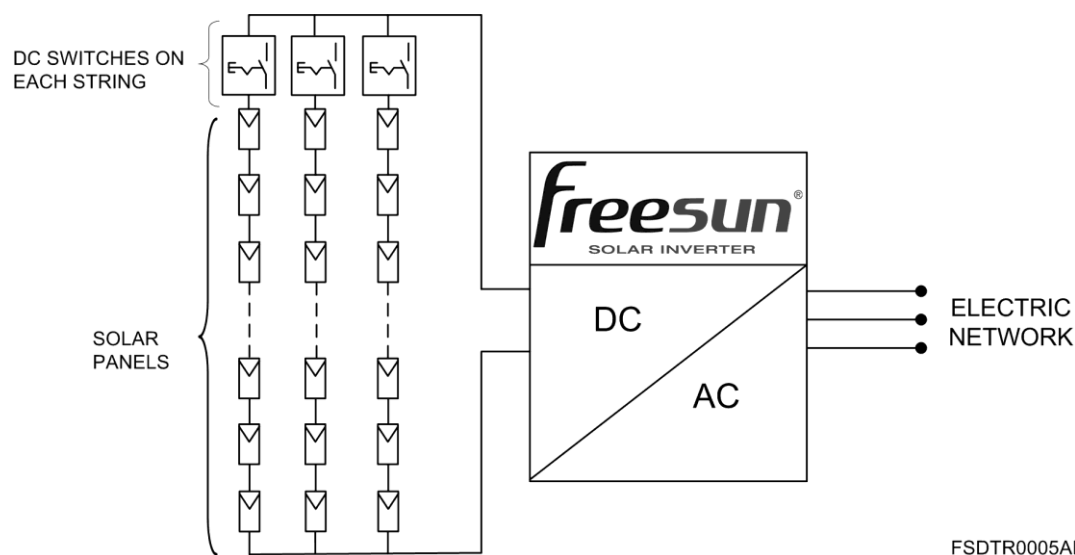 DC SWITCHES ON
EACH STRING
freesun®
SOLAR INVERTER
DC
AC
SOLAR
PANELS
ELECTRIC
NETWORK